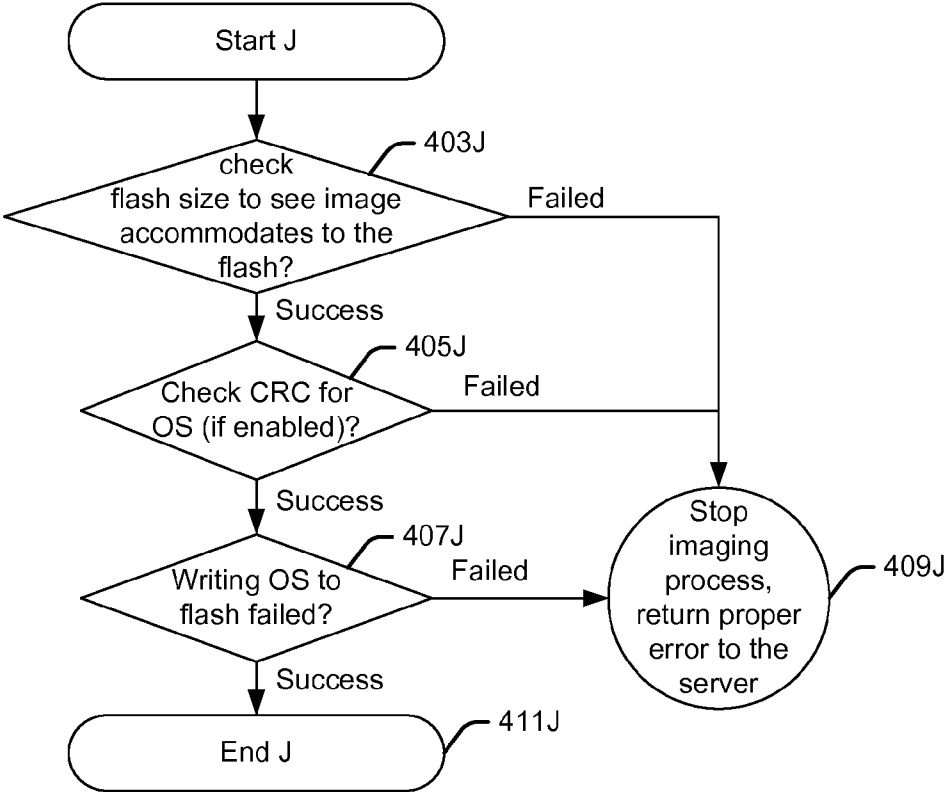 Start J
403J
check
flash size to see image
accommodates to the
flash?
Failed
Success
405J
Check CRC for
OS (if enabled)?
Failed
Success
407J
Writing OS to
flash failed?
Failed
Stop
imaging
process,
return proper
error to the
server
409J
Success
End J
411J